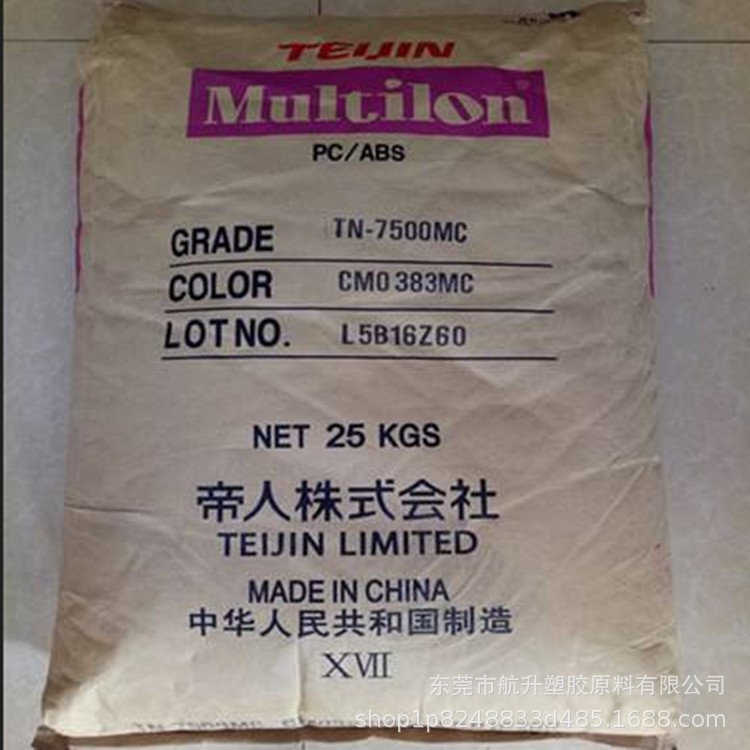 TEIJIN
Multilon®
PC/ABS
GRADE TN-7500MC
COLOR CM0383MC
LOT NO. L5B16Z60
NET 25 KGS
帝人株式会社
TEIJIN LIMITED
MADE IN CHINA
中华人民共和国制造
XVII
东莞市航升塑胶原料有限公司
shop1p8248833d485.1688.com
TN-7500MC